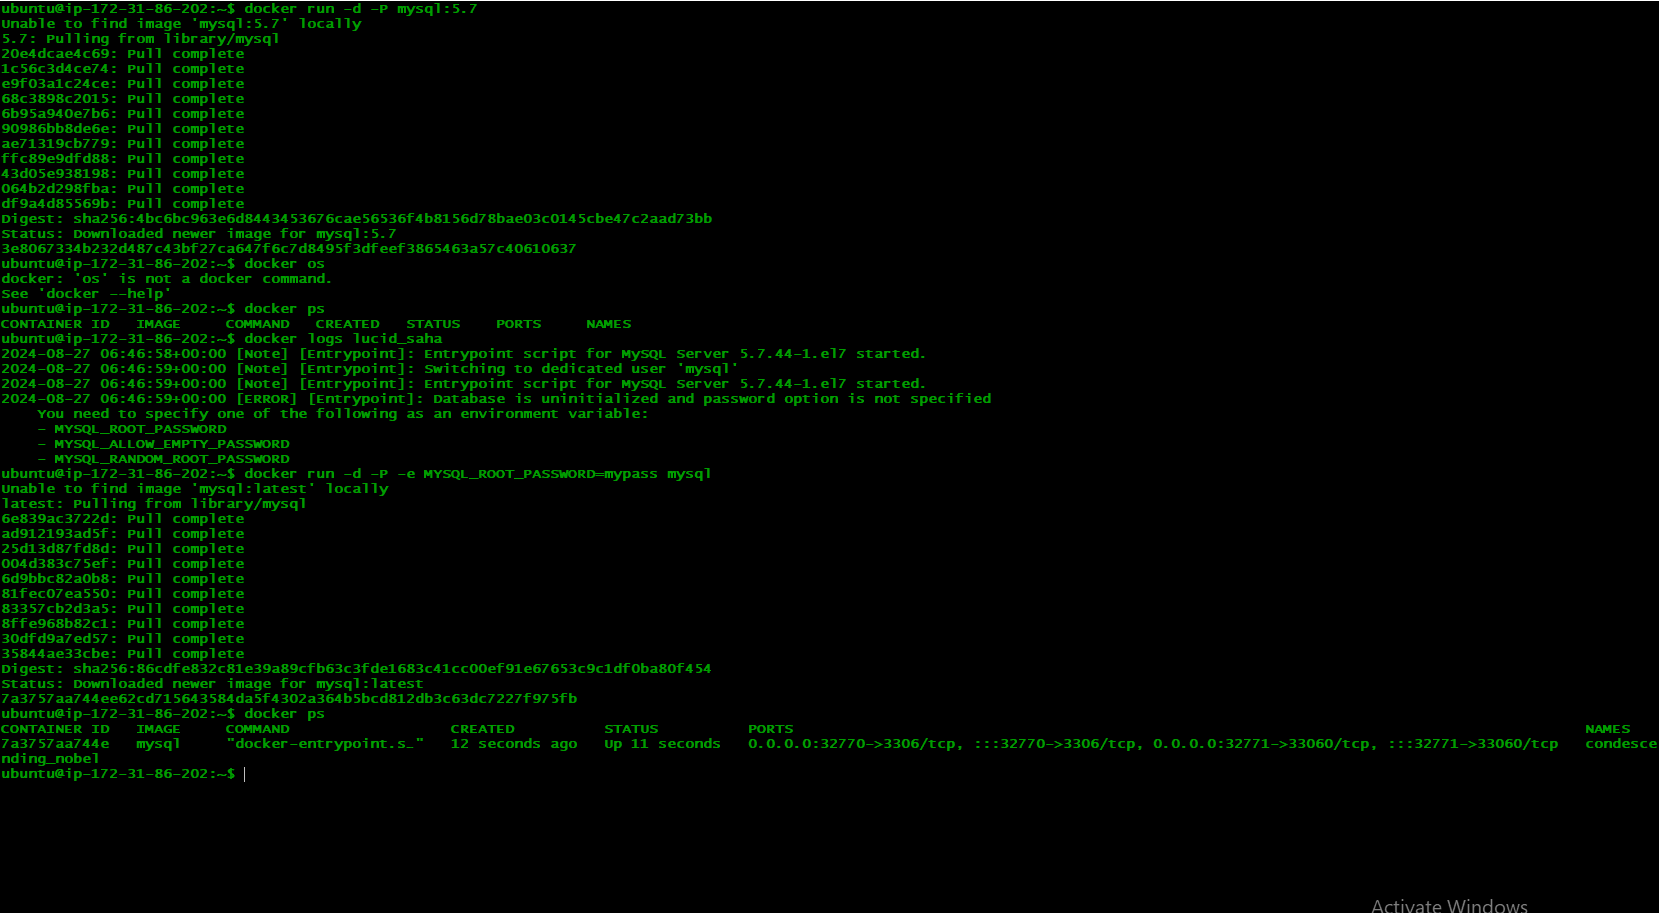 ubuntu@ip-172-31-86-202:~$ docker run -d -P mysql:5.7
Unable to find image 'mysql:5.7' locally
5.7: Pulling from library/mysql
20e4dcae4c69: Pull complete
1c56c3d4ce74: Pull complete
e9f03a1c24ce: Pull complete
68c3898c2015: Pull complete
6b95a940e7b6: Pull complete
90986bb8de6e: Pull complete
ae71319cb779: Pull complete
ffc89e9dfd88: Pull complete
43d05e938198: Pull complete
064b2d298fba: Pull complete
df9a4d85569b: Pull complete
Digest: sha256:4bc6bc963e6d8443453676cae56536f4b8156d78bae03c0145cbe47c2aad73bb
Status: Downloaded newer image for mysql:5.7
3e8067334b232d487c43bf27ca647f6c7d8495f3dfeef3865463a57c40610637
ubuntu@ip-172-31-86-202:~$ docker os
docker: 'os' is not a docker command.
See 'docker --help'
ubuntu@ip-172-31-86-202:~$ docker ps
CONTAINER ID   IMAGE     COMMAND   CREATED   STATUS    PORTS     NAMES
ubuntu@ip-172-31-86-202:~$ docker logs lucid_saha
2024-08-27 06:46:58+00:00 [Note] [Entrypoint]: Entrypoint script for MySQL Server 5.7.44-1.el7 started.
2024-08-27 06:46:59+00:00 [Note] [Entrypoint]: Switching to dedicated user 'mysql'
2024-08-27 06:46:59+00:00 [Note] [Entrypoint]: Entrypoint script for MySQL Server 5.7.44-1.el7 started.
2024-08-27 06:46:59+00:00 [ERROR] [Entrypoint]: Database is uninitialized and password option is not specified
    You need to specify one of the following as an environment variable:
    - MYSQL_ROOT_PASSWORD
    - MYSQL_ALLOW_EMPTY_PASSWORD
    - MYSQL_RANDOM_ROOT_PASSWORD
ubuntu@ip-172-31-86-202:~$ docker run -d -P -e MYSQL_ROOT_PASSWORD=mypass mysql
Unable to find image 'mysql:latest' locally
latest: Pulling from library/mysql
6e839ac3722d: Pull complete
ad912193ad5f: Pull complete
25d13d87fd8d: Pull complete
004d383c75ef: Pull complete
6d9bbc82a0b8: Pull complete
81fec07ea550: Pull complete
83357cb2d3a5: Pull complete
8ffe968b82c1: Pull complete
30dfd9a7ed57: Pull complete
35844ae33cbe: Pull complete
Digest: sha256:86cdfe832c81e39a89cfb63c3fde1683c41cc00ef91e67653c9c1df0ba80f454
Status: Downloaded newer image for mysql:latest
7a3757aa744ee62cd715643584da5f4302a364b5bcd812db3c63dc7227f975fb
ubuntu@ip-172-31-86-202:~$ docker ps
CONTAINER ID   IMAGE     COMMAND                  CREATED          STATUS          PORTS                                                                                      NAMES
7a3757aa744e   mysql     "docker-entrypoint.s…"   12 seconds ago   Up 11 seconds   0.0.0.0:32770->3306/tcp, :::32770->3306/tcp, 0.0.0.0:32771->33060/tcp, :::32771->33060/tcp   condesce
nding_nobel
ubuntu@ip-172-31-86-202:~$
Activate Windows